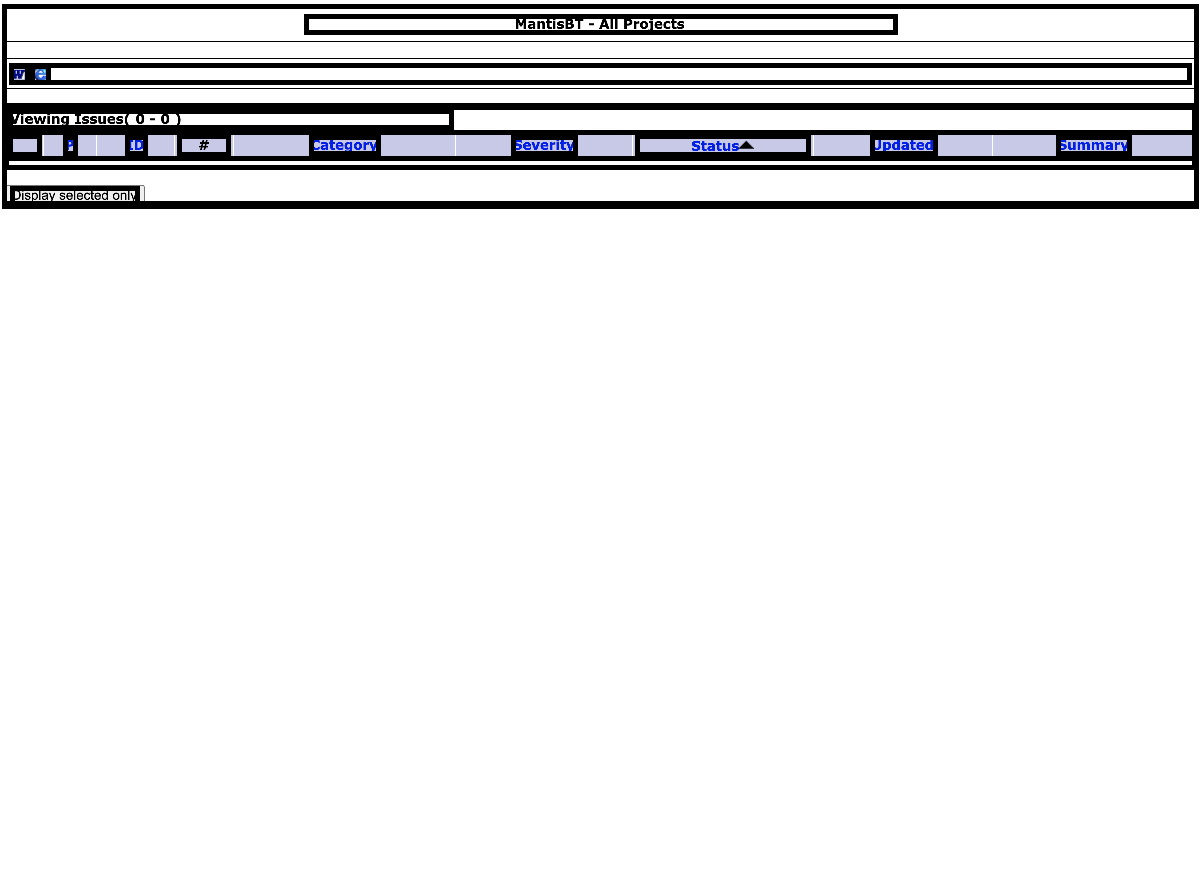 MantisBT - All Projects
Viewing Issues( 0 - 0 )
P ID # Category Severity Status Updated Summary
Display selected only